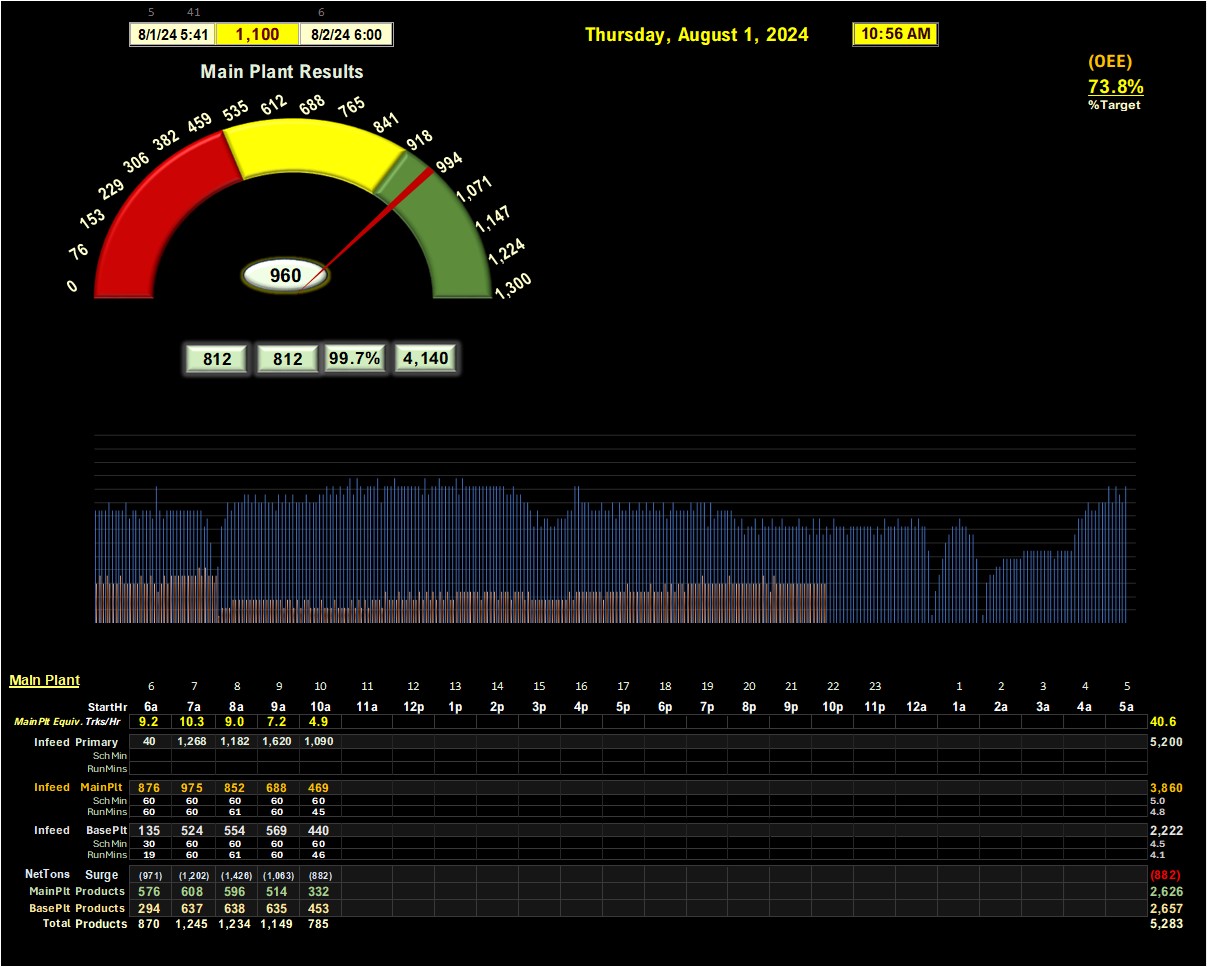 5 41 6
8/1/24 5:41 1,100 8/2/24 6:00
Thursday, August 1, 2024 10:56 AM
(OEE)
73.8%
%Target
Main Plant Results
0 76 153 229 306 382 459 535 612 688 765 841 918 994 1,071 1,147 1,224 1,300
960
812 812 99.7% 4,140
Main Plant
6 7 8 9 10 11 12 13 14 15 16 17 18 19 20 21 22 23 1 2 3 4 5
StartHr 6a 7a 8a 9a 10a 11a 12p 1p 2p 3p 4p 5p 6p 7p 8p 9p 10p 11p 12a 1a 2a 3a 4a 5a
MainPlt Equiv. Trks/Hr 9.2 10.3 9.0 7.2 4.9 40.6
Infeed Primary 40 1,268 1,182 1,620 1,090 5,200
SchMin
RunMins
Infeed MainPlt 876 975 852 688 469 3,860
SchMin 60 60 60 60 60 5.0
RunMins 60 60 61 60 45 4.8
Infeed BasePlt 135 524 554 569 440 2,222
SchMin 30 60 60 60 60 4.5
RunMins 19 60 61 60 46 4.1
NetTons Surge (971) (1,202) (1,426) (1,063) (882) (882)
MainPlt Products 576 608 596 514 332 2,626
BasePlt Products 294 637 638 635 453 2,657
Total Products 870 1,245 1,234 1,149 785 5,283